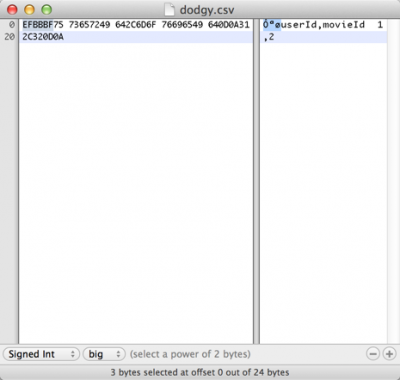 dodgy.csv
0 EFBBBF75 73657249 642C6D6F 76696549 640D0A31 Ôªøuserid,movieId 1
20 2C320D0A ,2
Signed Int big (select a power of 2 bytes)
3 bytes selected at offset 0 out of 24 bytes